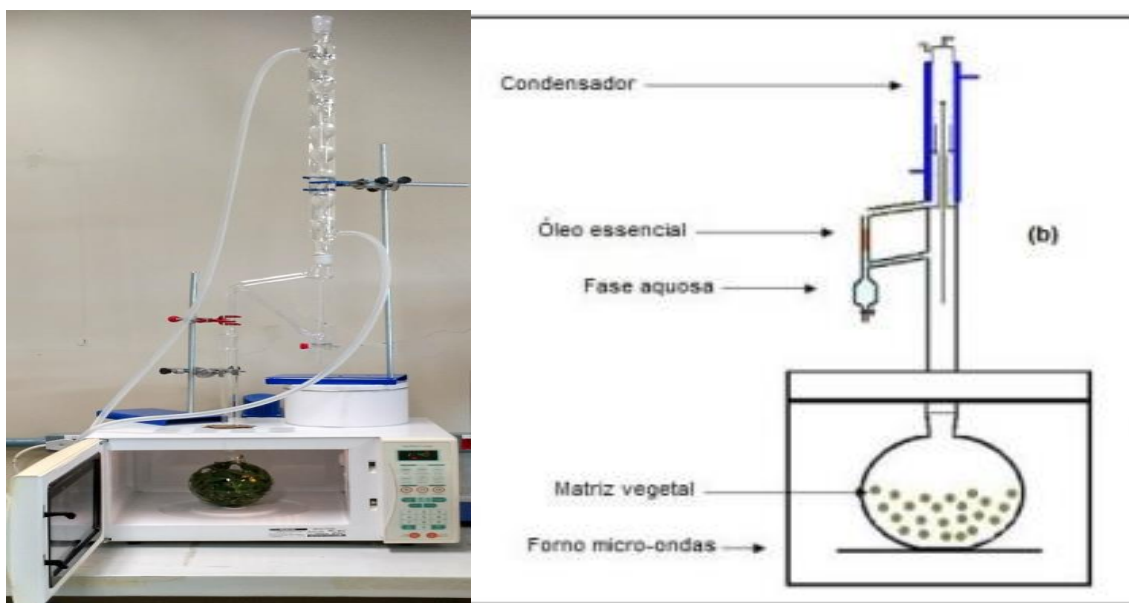 Condensador
Óleo essencial
(b)
Fase aquosa
Matriz vegetal
Forno micro-ondas